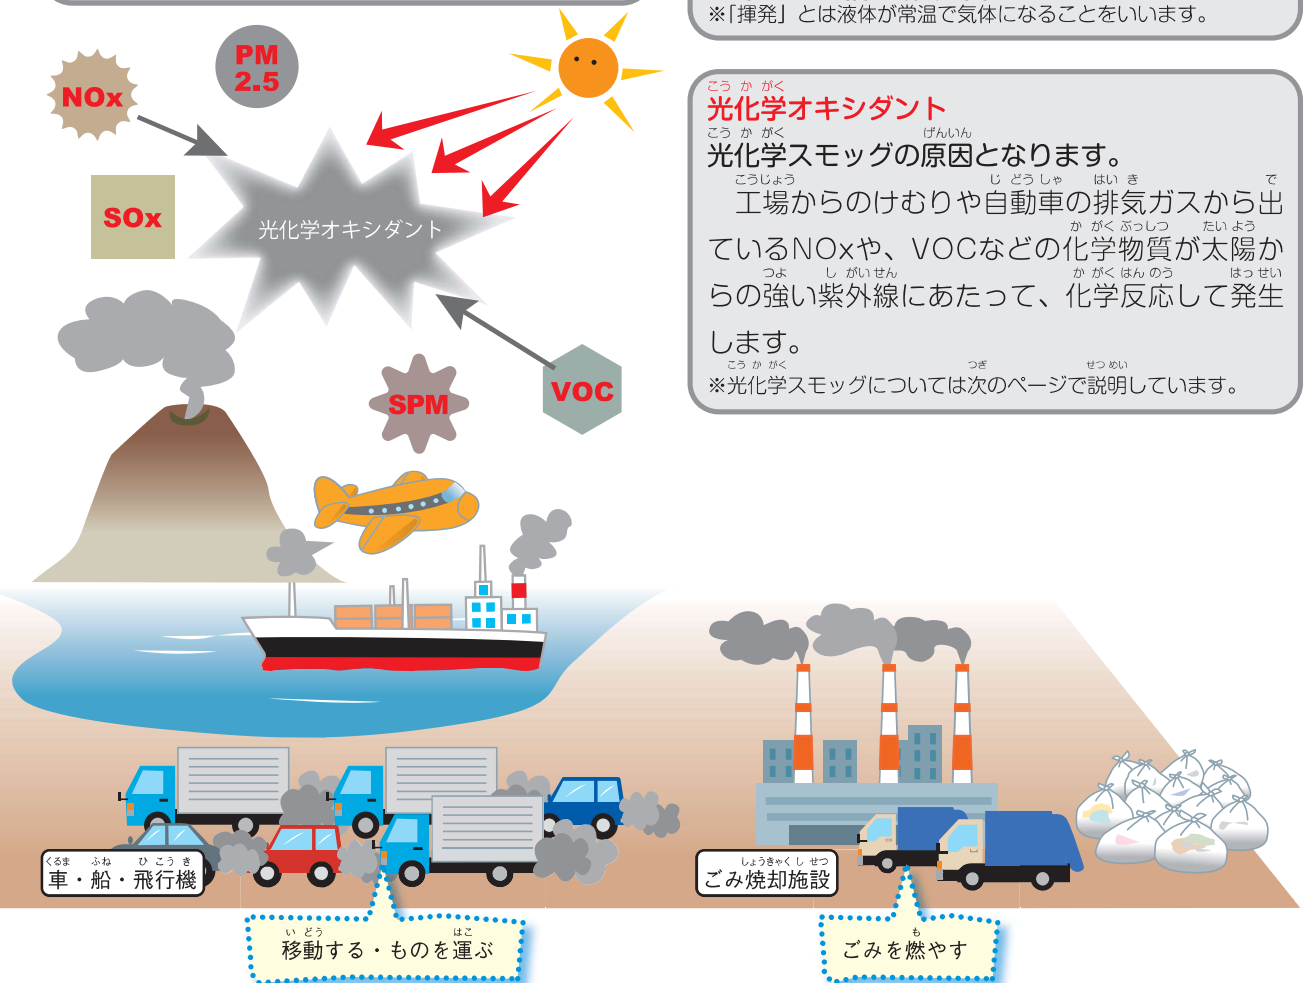 ※「揮発」とは液体が常温で気体になることをいいます。
NOx
PM
2.5
SOx
光化学オキシダント
VOC
SPM
こう か がく
光化学オキシダント
こう か がく げんいん
光化学スモッグの原因となります。
こうじょう じ どう しゃ はい き で
工場からのけむりや自動車の排気ガスから出
か がく ぶっしつ たい よう
ているNOxや、VOCなどの化学物質が太陽か
つよ し がい せん か がく はん のう はっ せい
らの強い紫外線にあたって、化学反応して発生
します。
こう か がく つぎ せつ めい
※光化学スモッグについては次のページで説明しています。
くるま ふね ひ こう き
車・船・飛行機
い どう はこ
移動する・ものを運ぶ
しょうきゃく し せつ
ごみ焼却施設
も
ごみを燃やす